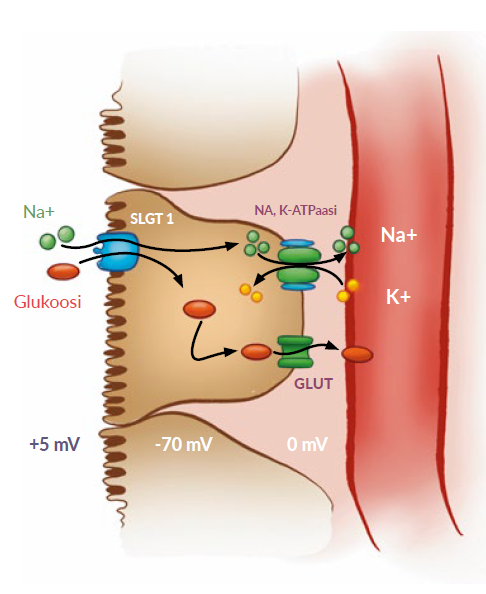 Na+
SLGT 1
NA, K-ATPaasi
Na+
Glukoosi
K+
GLUT
+5 mV
-70 mV
0 mV